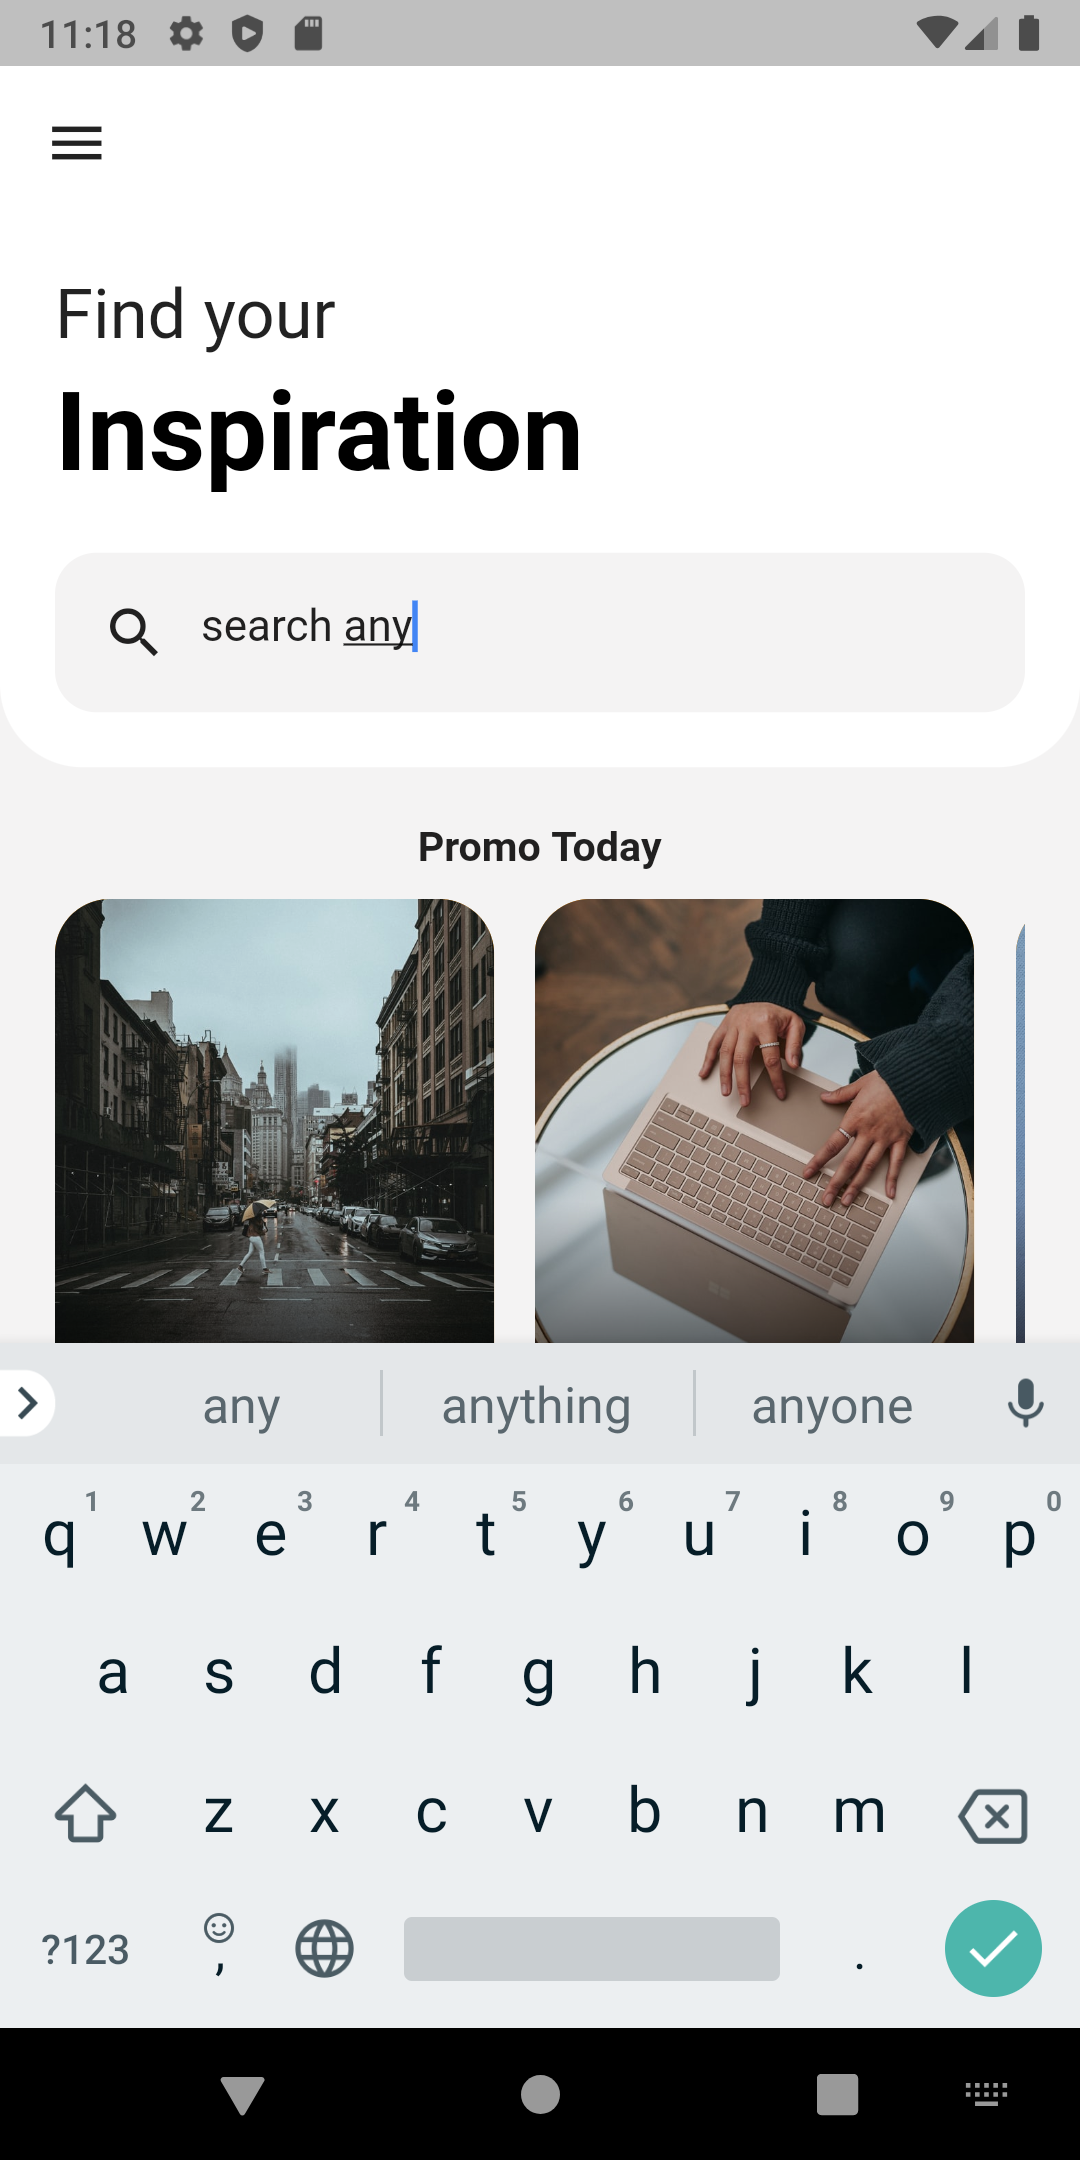 11:18
Find your
Inspiration
search any
Promo Today
any anything anyone
q 1 w 2 e 3 r 4 t 5 y 6 u 7 i 8 o 9 p 0
a s d f g h j k l
z x c v b n m
?123 , .